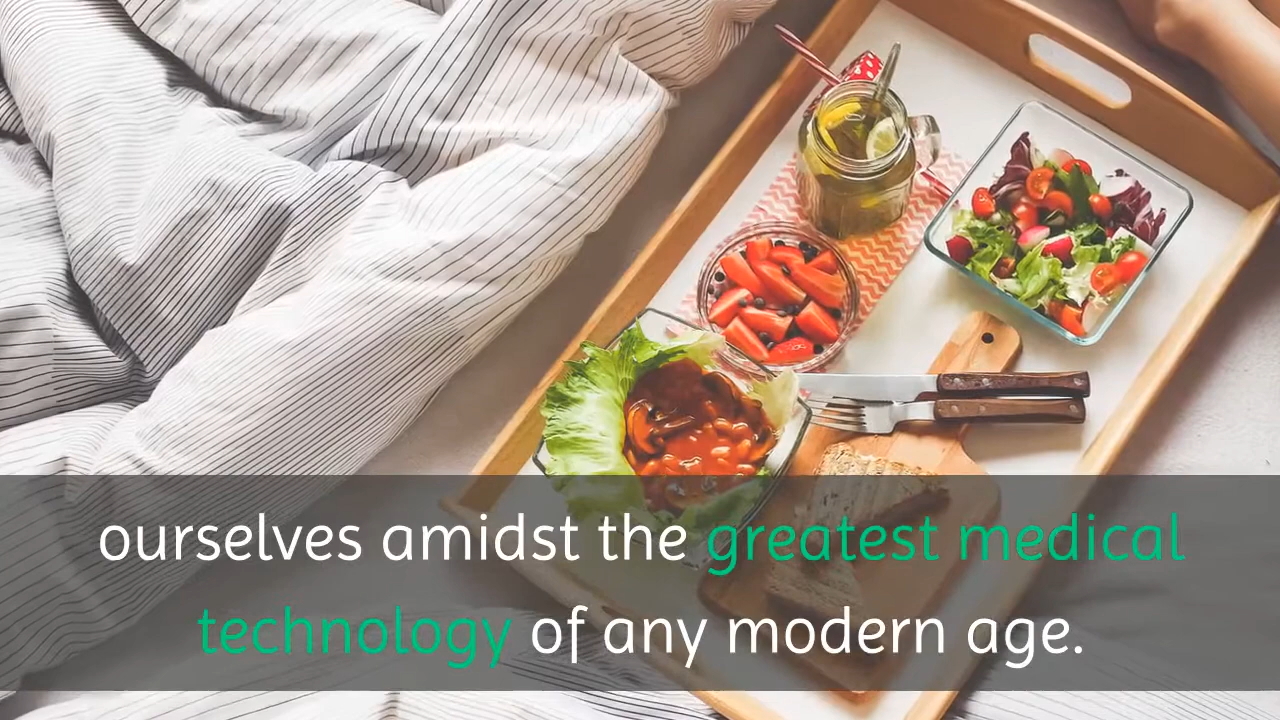 ourselves amidst the greatest medical
technology of any modern age.